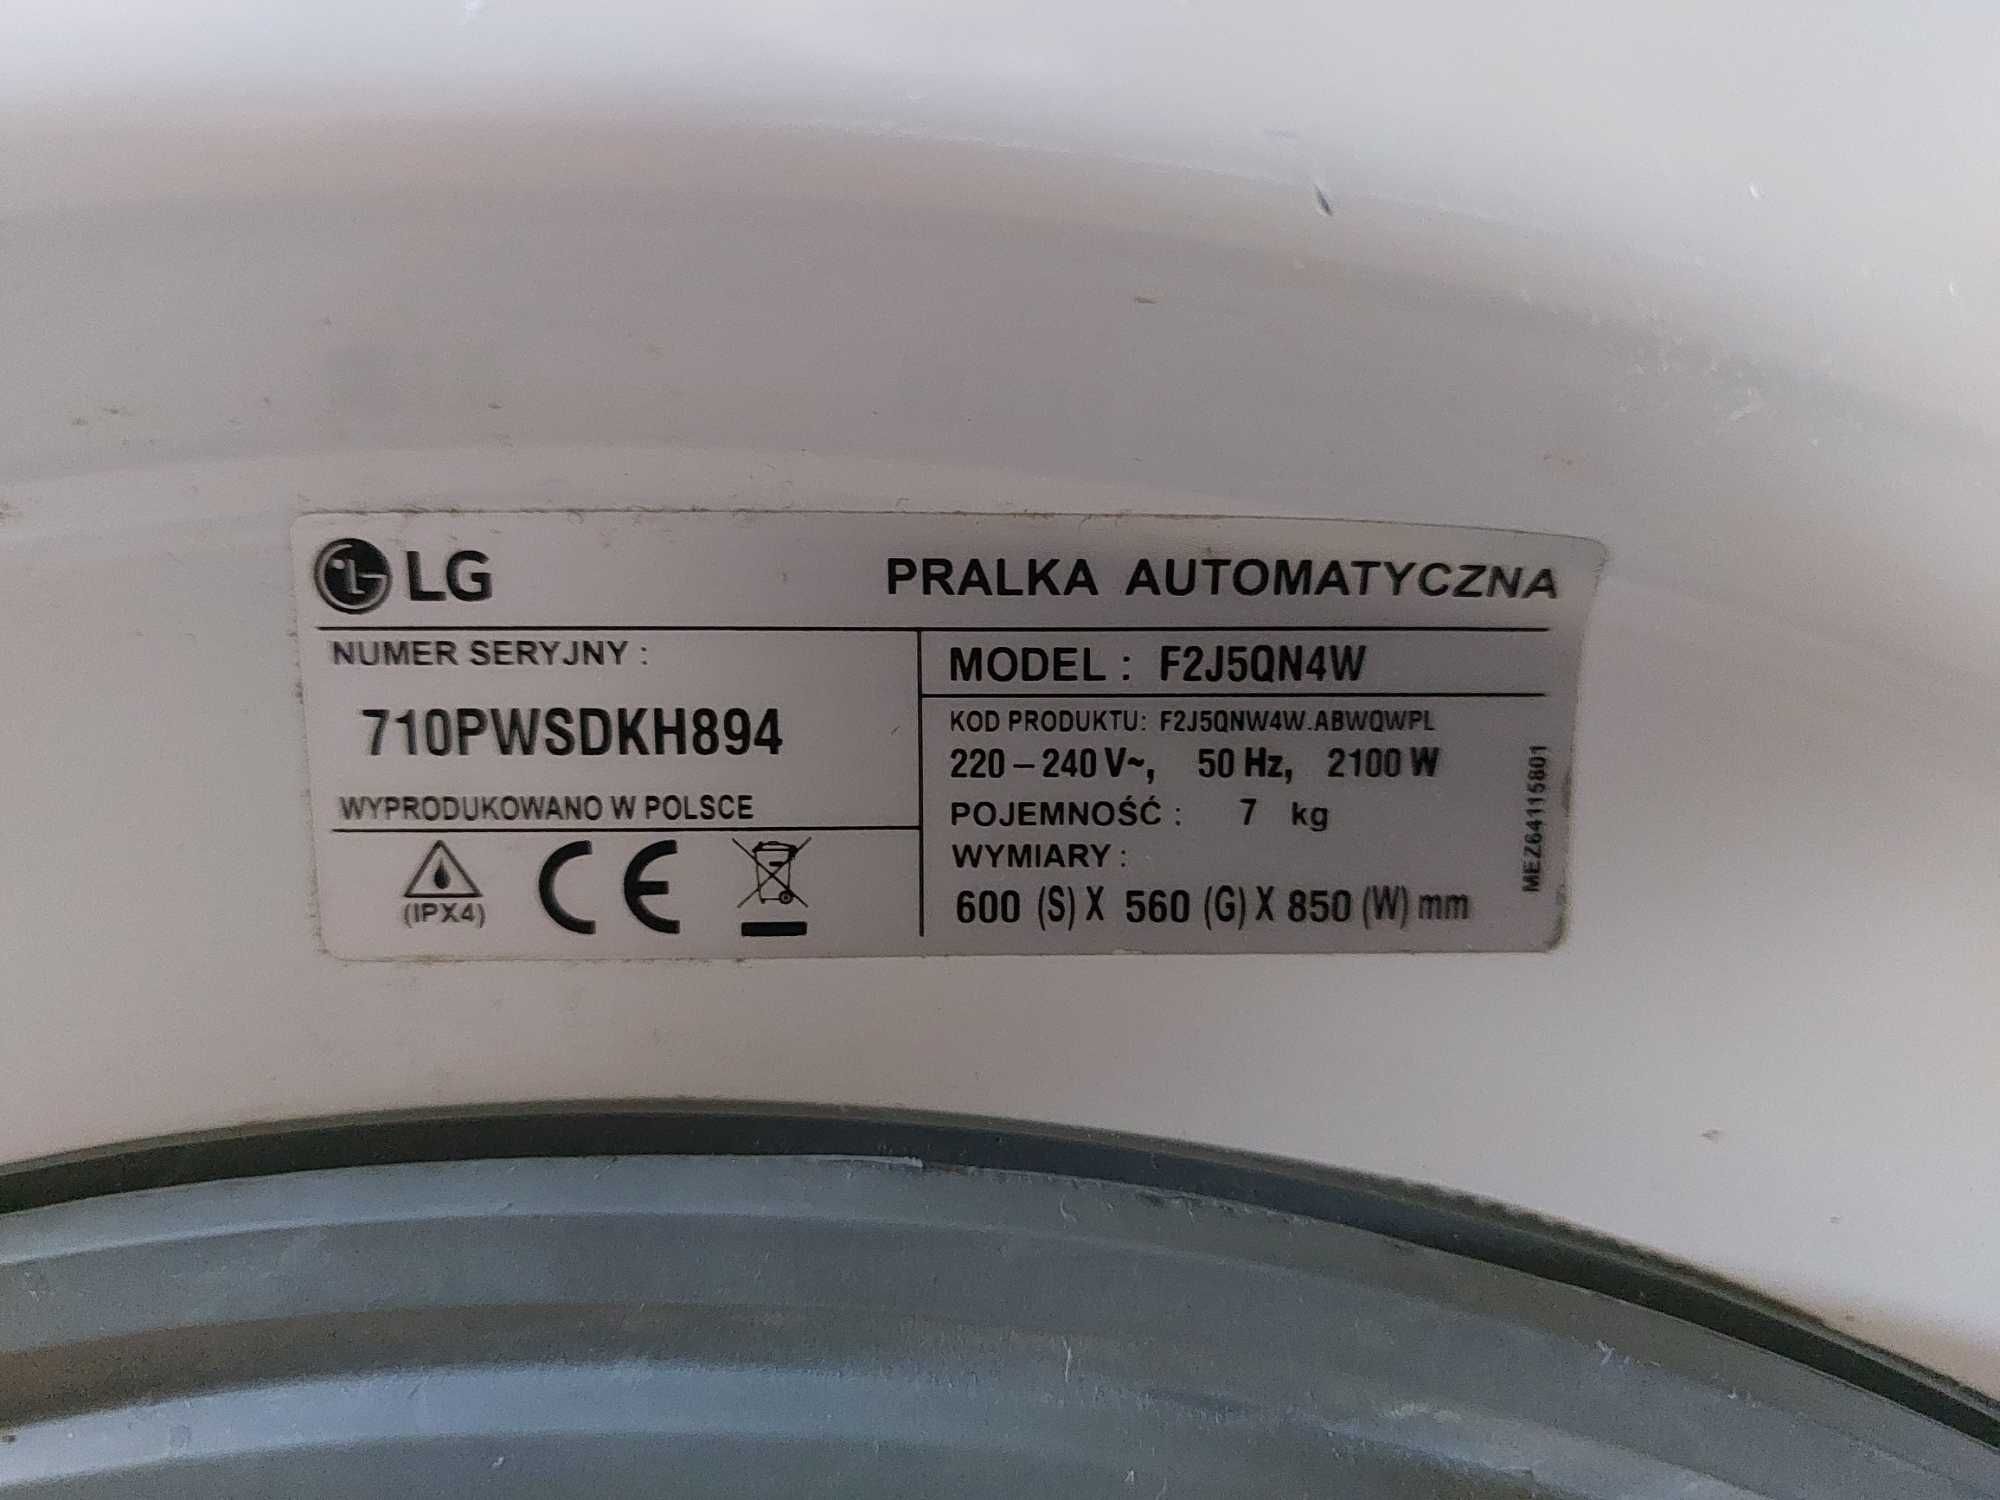 LG PRALKA AUTOMATYCZNA
NUMER SERYJNY :
710PWSDKH894
WYPRODUKOWANO W POLSCE
(IPX4)
CE
MODEL : F2J5QN4W
KOD PRODUKTU: F2J5QNW4W.ABWQWPL
220 – 240 V~, 50 Hz, 2100 W
POJEMNOŚĆ : 7 kg
WYMIARY :
600 (S) X 560 (G) X 850 (W) mm
MEZ64115801